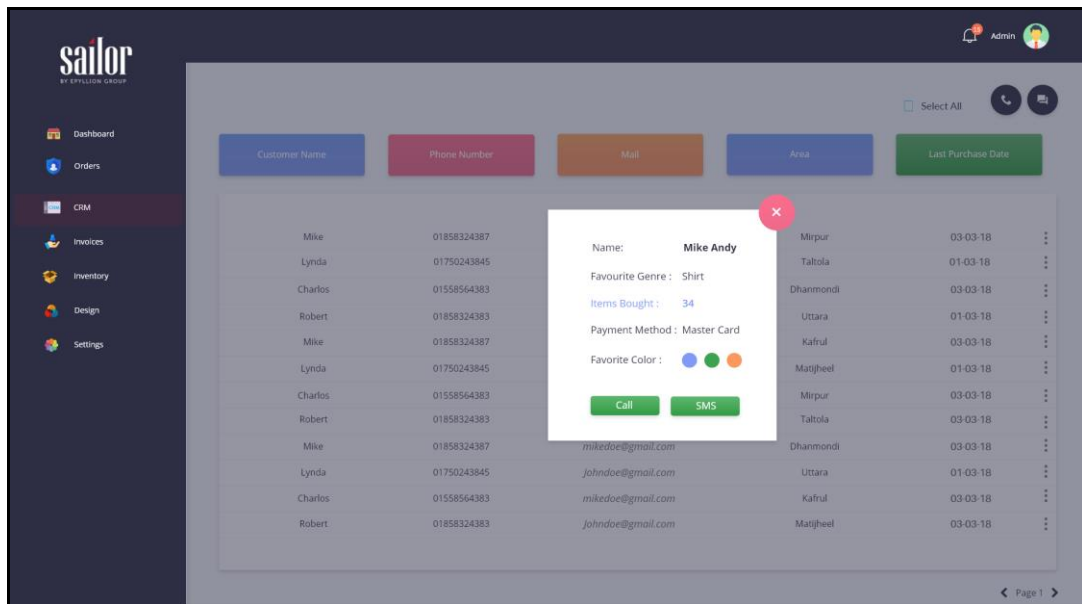 sailor
BY EPYLLION GROUP
13 Admin
Select All
Dashboard
Orders
CRM
Invoices
Inventory
Design
Settings
Customer Name Phone Number Mail Area Last Purchase Date
Mike 01858324387 Mirpur 03-03-18
Lynda 01750243845 Taltola 01-03-18
Charlos 01558564383 Dhanmondi 03-03-18
Robert 01858324383 Uttara 01-03-18
Mike 01858324387 Kafrul 03-03-18
Lynda 01750243845 Matijheel 01-03-18
Charlos 01558564383 Mirpur 03-03-18
Robert 01858324383 Taltola 03-03-18
Mike 01858324387 mikedoe@gmail.com Dhanmondi 03-03-18
Lynda 01750243845 Johndoe@gmail.com Uttara 01-03-18
Charlos 01558564383 mikedoe@gmail.com Kafrul 03-03-18
Robert 01858324383 Johndoe@gmail.com Matijheel 03-03-18
Name: Mike Andy
Favourite Genre : Shirt
Items Bought : 34
Payment Method : Master Card
Favorite Color :
Call SMS
Page 1